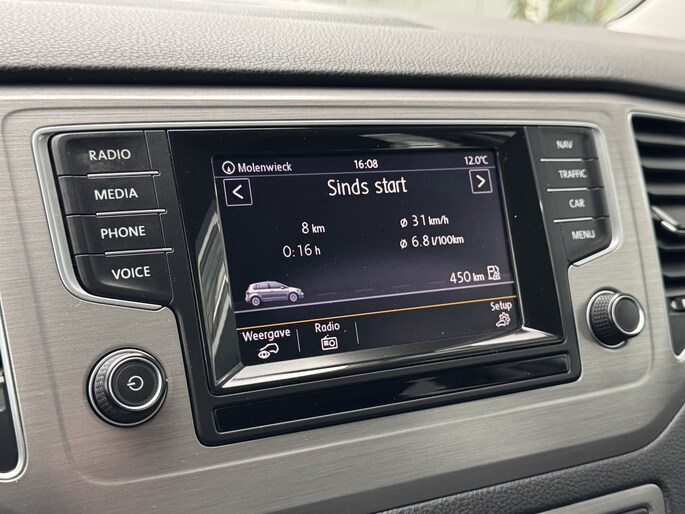 RADIO
MEDIA
PHONE
VOICE
Molenwieck 16:08 12.0°C
< Sinds start >
8 km ø 31 km/h
0:16 h ø 6.8 l/100km
450 km
Weergave Radio Setup
NAV
TRAFFIC
CAR
MENU